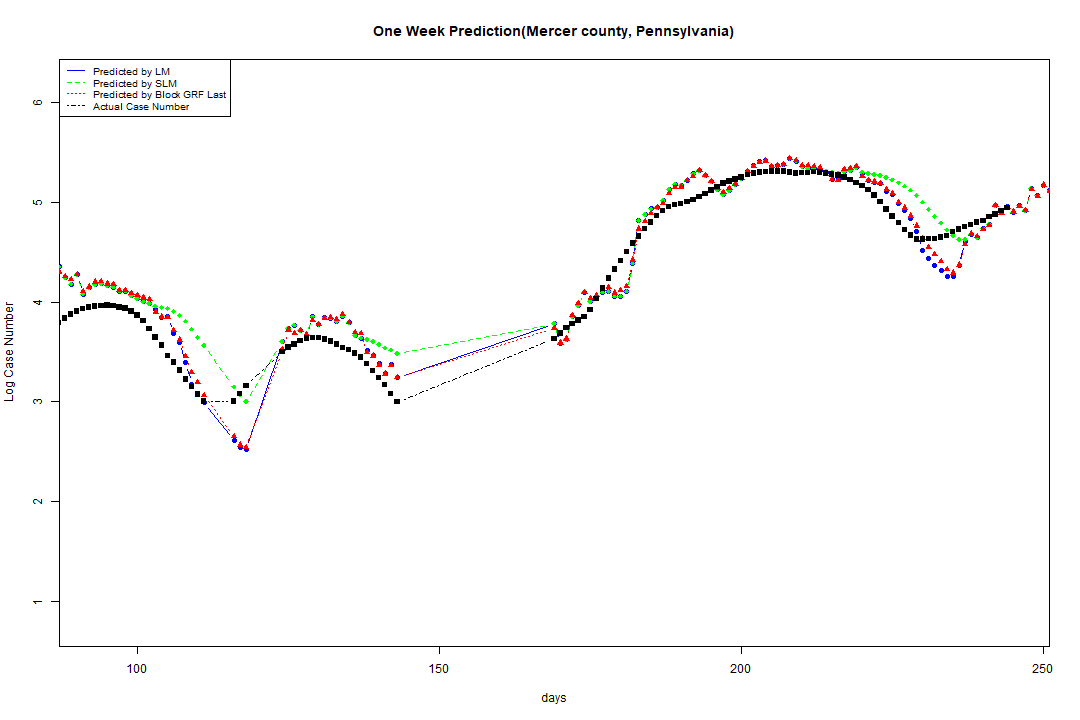 One Week Prediction(Mercer county, Pennsylvania)
Predicted by LM
Predicted by SLM
Predicted by Block GRF Last
Actual Case Number
6
5
4
3
2
1
Log Case Number
100
150
200
250
days